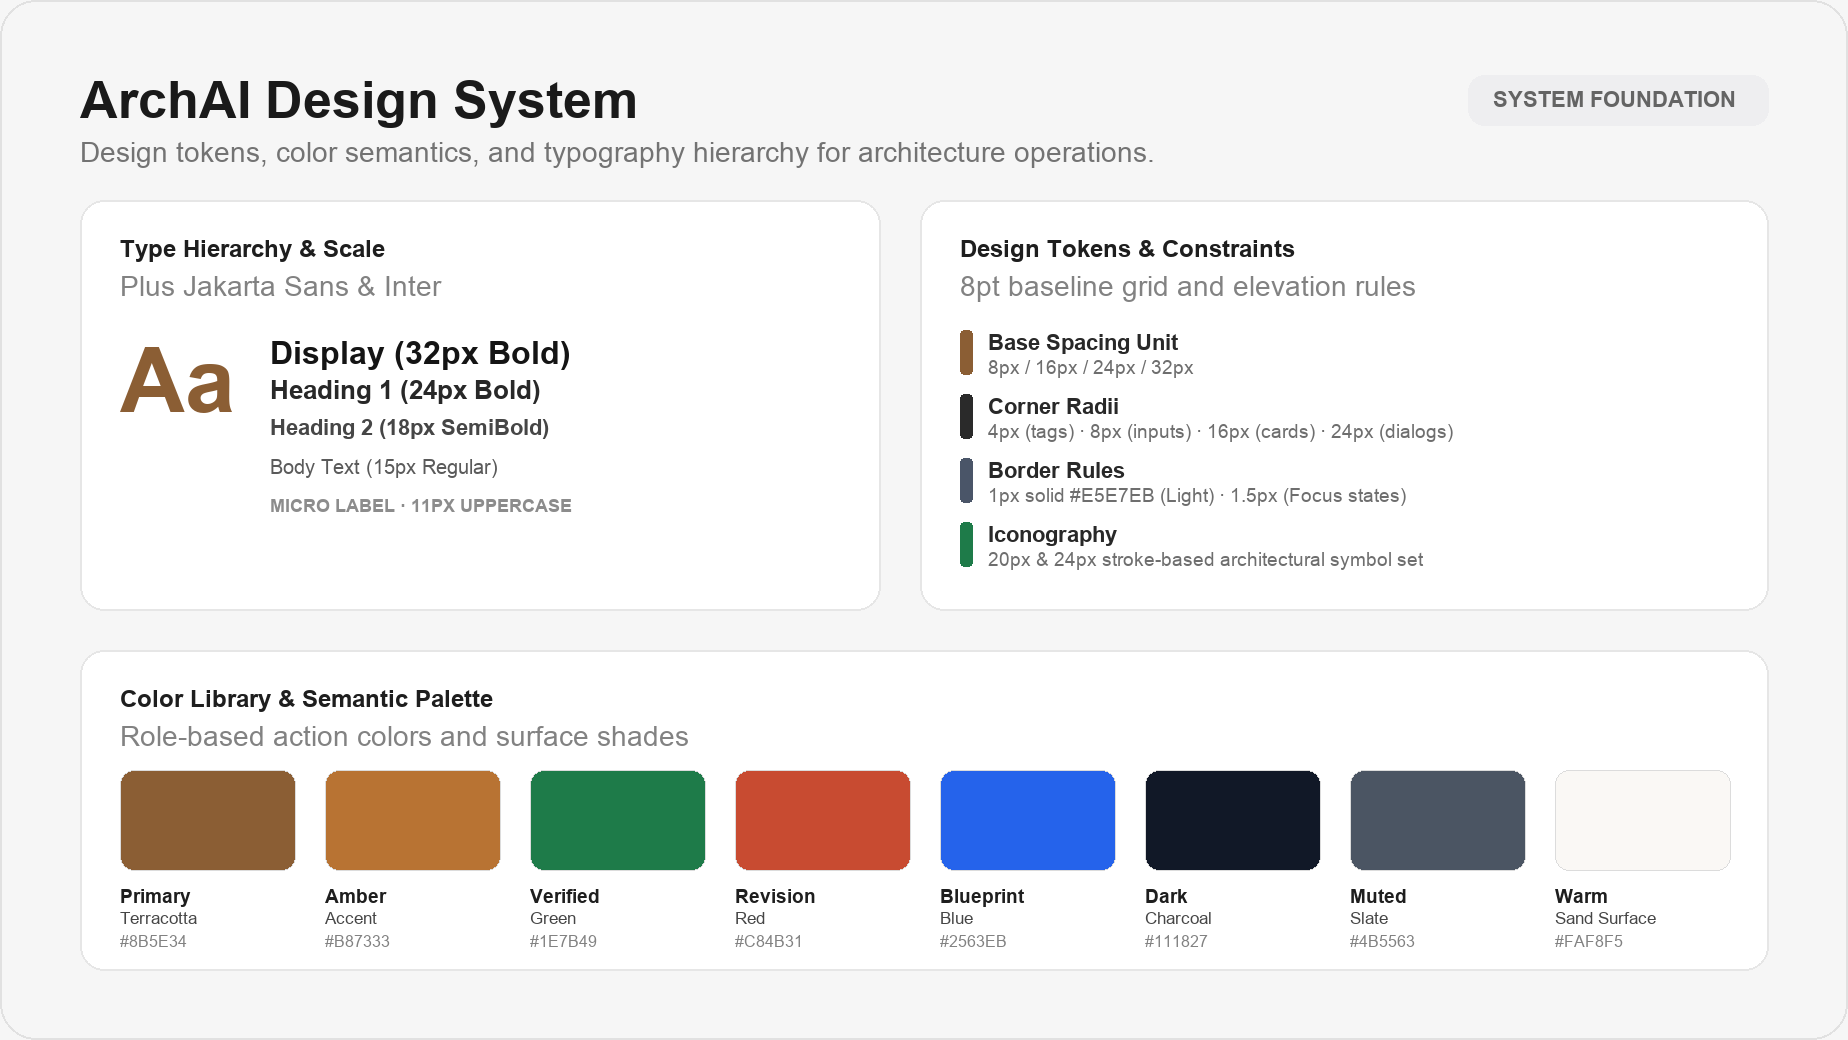 ArchAI Design System
SYSTEM FOUNDATION
Design tokens, color semantics, and typography hierarchy for architecture operations.
Type Hierarchy & Scale
Plus Jakarta Sans & Inter
Aa
Display (32px Bold)
Heading 1 (24px Bold)
Heading 2 (18px SemiBold)
Body Text (15px Regular)
MICRO LABEL · 11PX UPPERCASE
Design Tokens & Constraints
8pt baseline grid and elevation rules
Base Spacing Unit
8px / 16px / 24px / 32px
Corner Radii
4px (tags) · 8px (inputs) · 16px (cards) · 24px (dialogs)
Border Rules
1px solid #E5E7EB (Light) · 1.5px (Focus states)
Iconography
20px & 24px stroke-based architectural symbol set
Color Library & Semantic Palette
Role-based action colors and surface shades
Primary
Terracotta
#8B5E34
Amber
Accent
#B87333
Verified
Green
#1E7B49
Revision
Red
#C84B31
Blueprint
Blue
#2563EB
Dark
Charcoal
#111827
Muted
Slate
#4B5563
Warm
Sand Surface
#FAF8F5